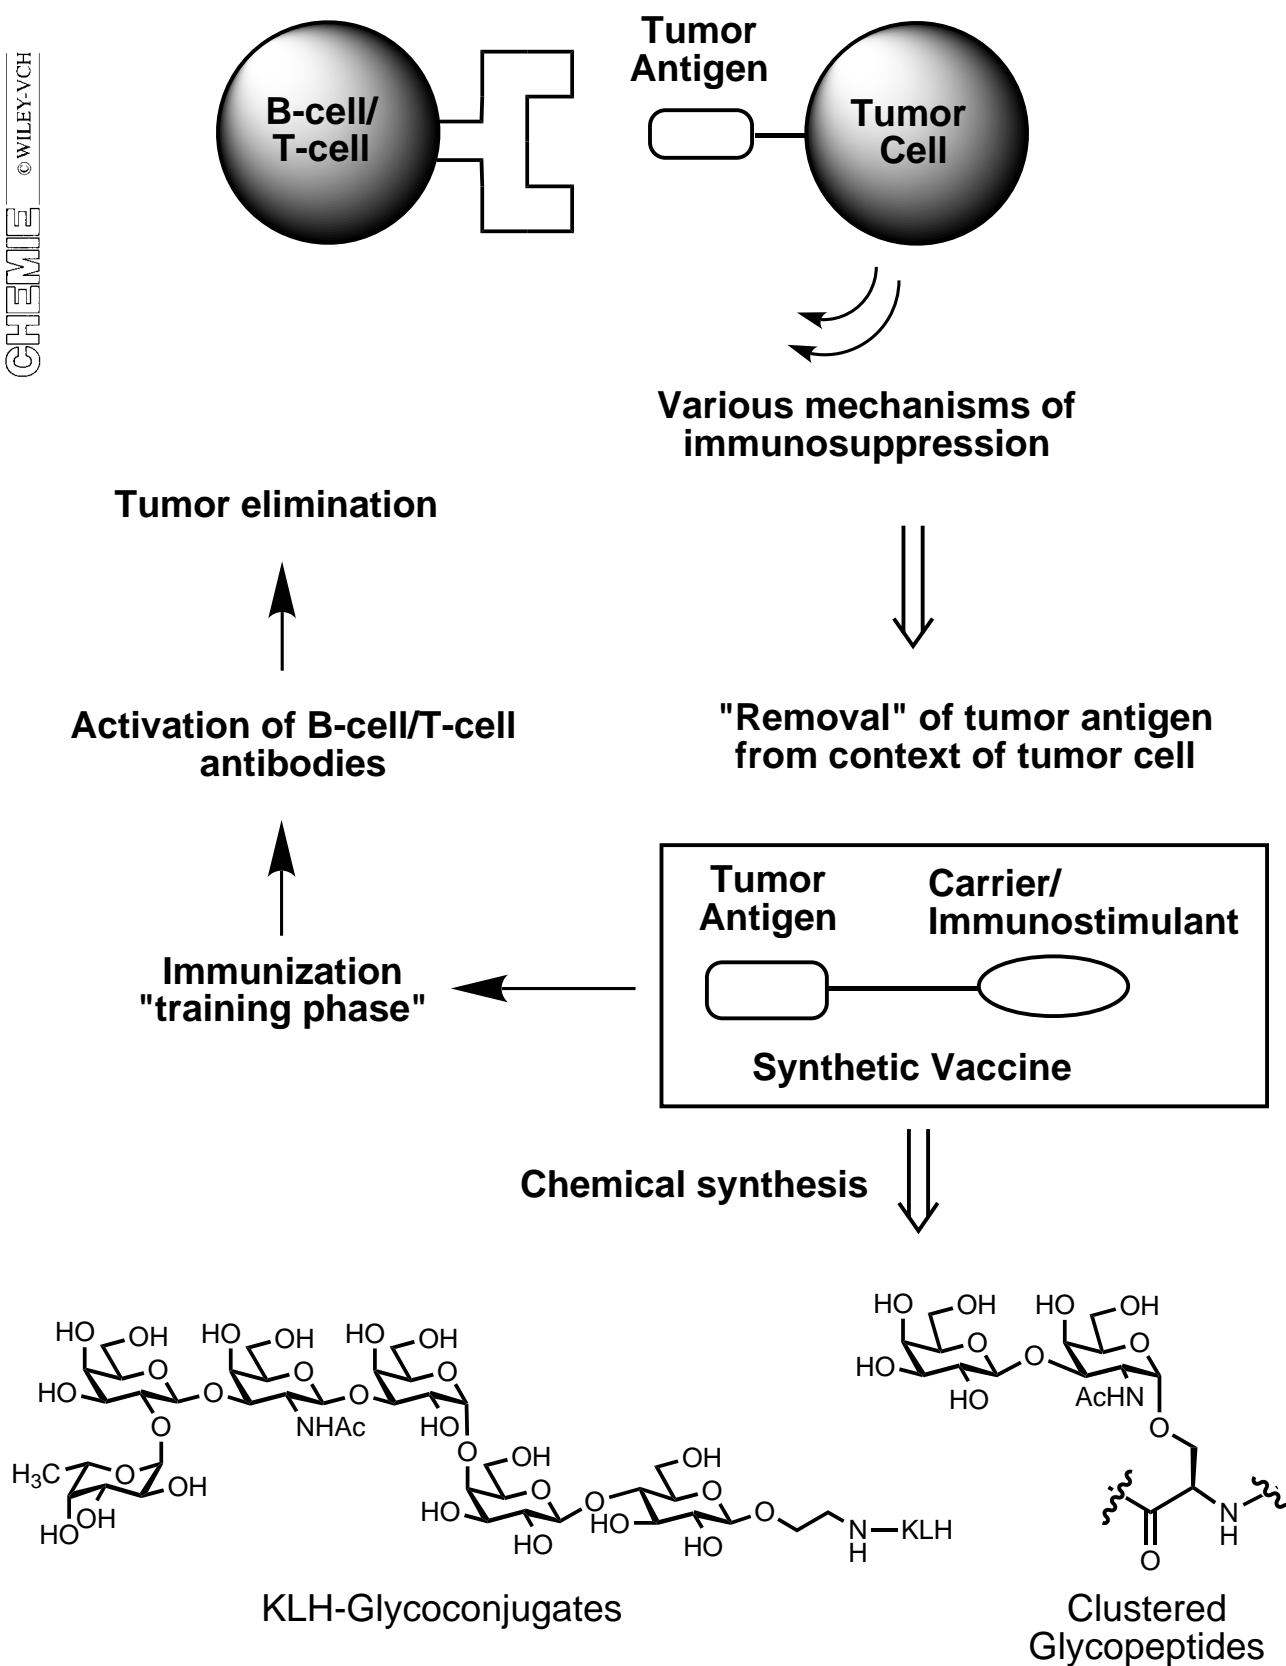 CHEMIE © WILEY-VCH
B-cell/
T-cell
Tumor
Antigen
Tumor
Cell
Various mechanisms of
immunosuppression
Tumor elimination
Activation of B-cell/T-cell
antibodies
"Removal" of tumor antigen
from context of tumor cell
Immunization
"training phase"
Tumor
Antigen
Carrier/
Immunostimulant
Synthetic Vaccine
Chemical synthesis
HO OH HO OH HO OH
O O O
HO O O
O NHAc HO
H3C O OH
HO OH
O OH OH
HO O O O O
HO HO HO
N KLH
H
KLH-Glycoconjugates
HO OH HO OH
O O
HO O
HO AcHN
O
N
H
O
Clustered
Glycopeptides